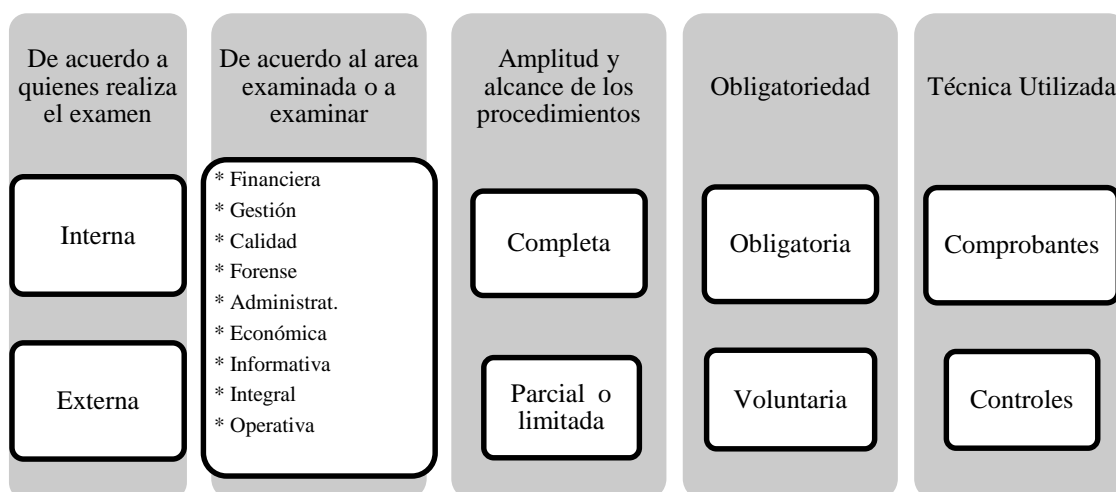 De acuerdo a
quienes realiza
el examen
Interna
Externa
De acuerdo al area
examinada o a
examinar
* Financiera
* Gestión
* Calidad
* Forense
* Administrat.
* Económica
* Informativa
* Integral
* Operativa
Amplitud y
alcance de los
procedimientos
Completa
Parcial o
limitada
Obligatoriedad
Obligatoria
Voluntaria
Técnica Utilizada
Comprobantes
Controles